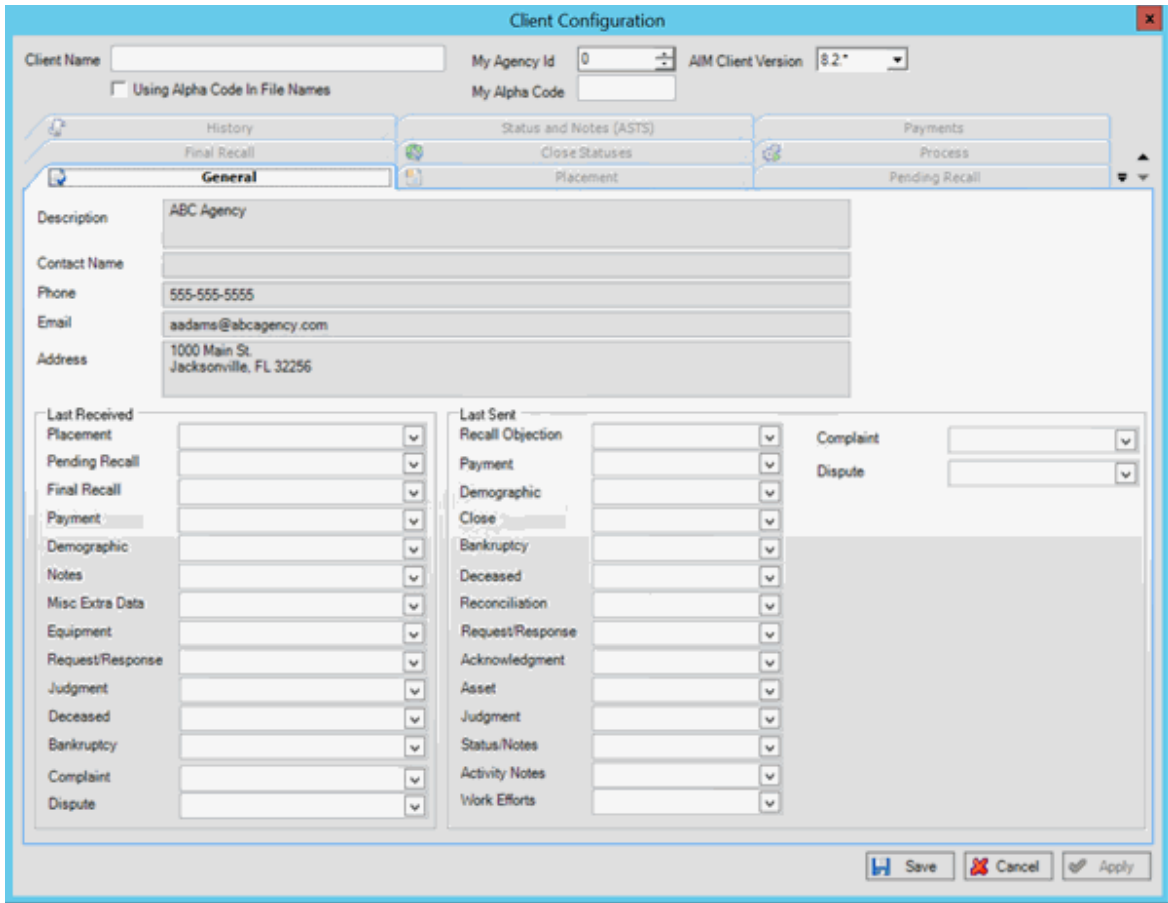 Client Configuration
x
Client Name
My Agency Id 0
AIM Client Version 8.2.*
Using Alpha Code In File Names
My Alpha Code
History
Status and Notes (ASTS)
Payments
Final Recall
Close Statuses
Process
General
Placement
Pending Recall
Description
ABC Agency
Contact Name
Phone
555-555-5555
Email
aadams@abcagency.com
Address
1000 Main St.
Jacksonville, FL 32256
Last Received
Placement
Pending Recall
Final Recall
Payment
Demographic
Notes
Misc Extra Data
Equipment
Request/Response
Judgment
Deceased
Bankruptcy
Complaint
Dispute
Last Sent
Recall Objection
Payment
Demographic
Close
Bankruptcy
Deceased
Reconciliation
Request/Response
Acknowledgment
Asset
Judgment
Status/Notes
Activity Notes
Work Efforts
Complaint
Dispute
Save
Cancel
Apply